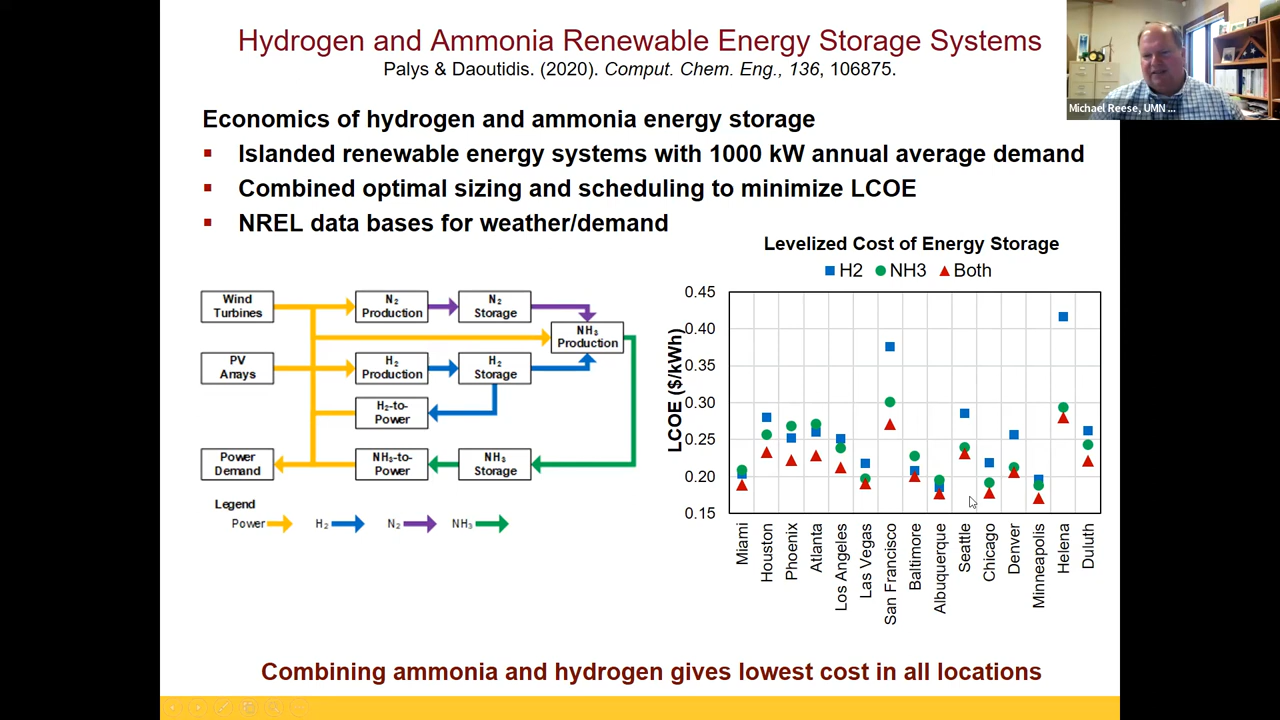 Hydrogen and Ammonia Renewable Energy Storage Systems
Palys & Daoutidis. (2020). Comput. Chem. Eng., 136, 106875.
Michael Reese, UMN ...
Economics of hydrogen and ammonia energy storage
▪ Islanded renewable energy systems with 1000 kW annual average demand
▪ Combined optimal sizing and scheduling to minimize LCOE
▪ NREL data bases for weather/demand
Wind
Turbines
N₂
Production
N₂
Storage
NH₃
Production
PV
Arrays
H₂
Production
H₂
Storage
H₂-to-
Power
Power
Demand
NH₃-to-
Power
NH₃
Storage
Legend
Power
H₂
N₂
NH₃
Levelized Cost of Energy Storage
H2 NH3 Both
LCOE ($/kWh)
0.45
0.40
0.35
0.30
0.25
0.20
0.15
Miami
Houston
Phoenix
Atlanta
Los Angeles
Las Vegas
San Francisco
Baltimore
Albuquerque
Seattle
Chicago
Denver
Minneapolis
Helena
Duluth
Combining ammonia and hydrogen gives lowest cost in all locations